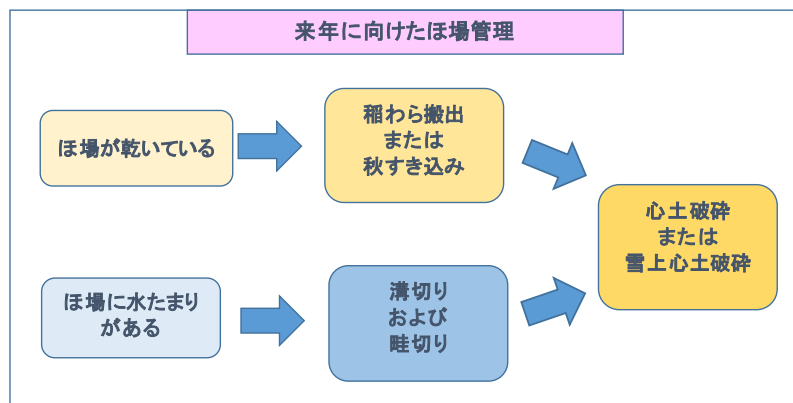 来年に向けたほ場管理
ほ場が乾いている
稲わら搬出
または
秋すき込み
心土破砕
または
雪上心土破砕
ほ場に水たまり
がある
溝切り
および
畦切り